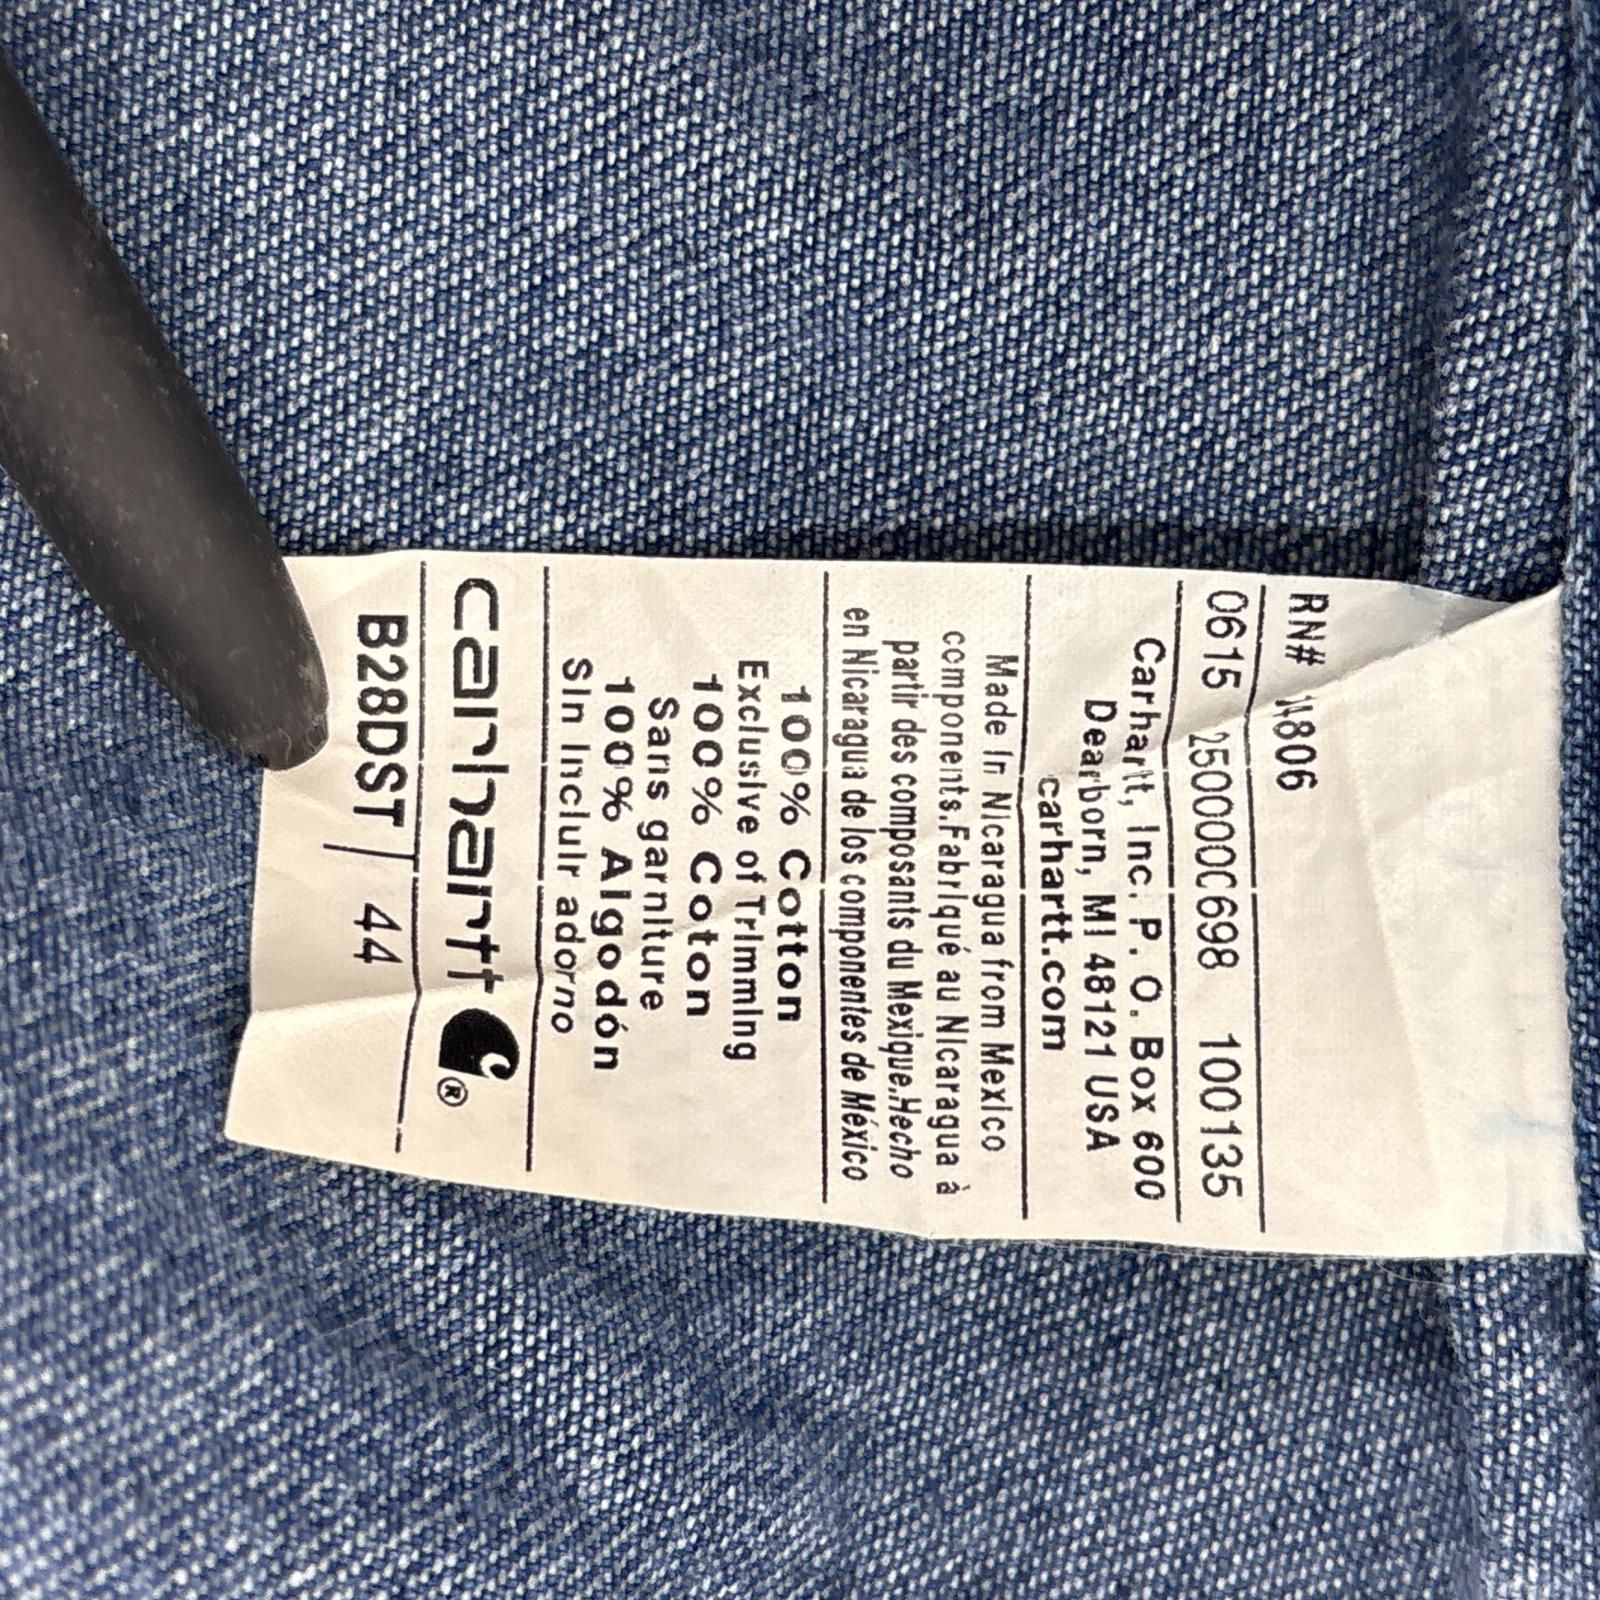 RN# 14806
0615 250000C698 100135
Carhartt, Inc. P. O. Box 600
Dearborn, MI 48121 USA
carhartt.com
Made In Nicaragua from Mexico
components.Fabriqué au Nicaragua à
partir des composants du Mexique.Hecho
en Nicaragua de los componentes de México
100% Cotton
Exclusive of Trimming
100% Coton
Sans garniture
100% Algodón
Sin Incluir adorno
carhartt ®
B28DST 44